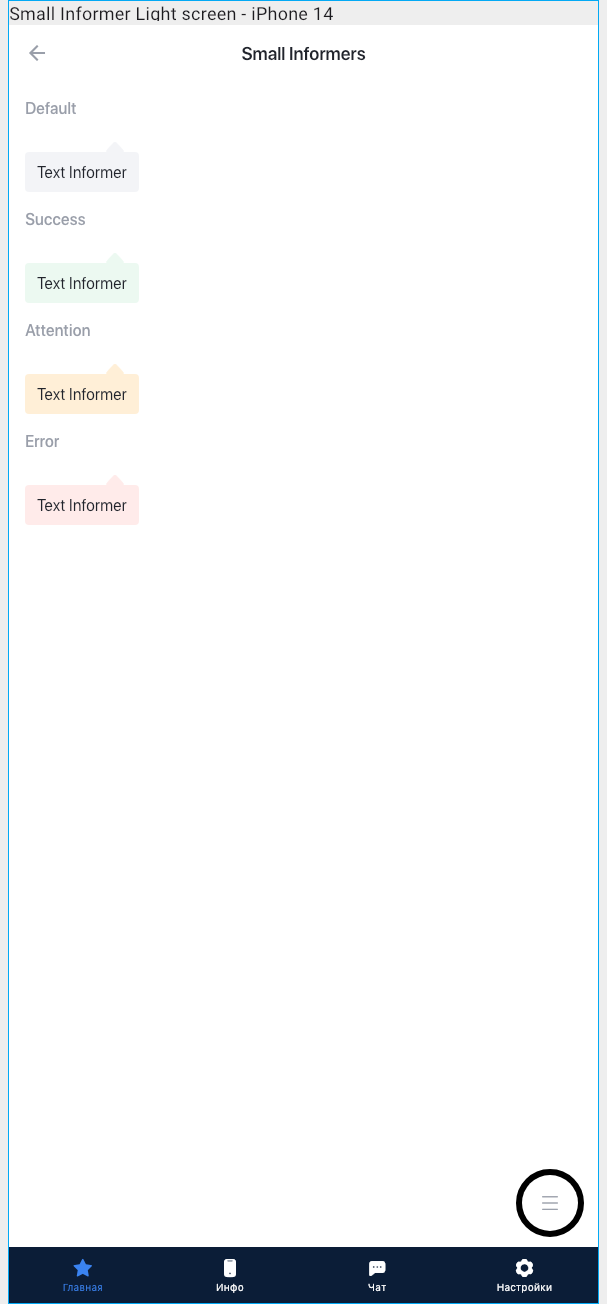 Small Informer Light screen - iPhone 14
Small Informers
Default
Text Informer
Success
Text Informer
Attention
Text Informer
Error
Text Informer
Главная Инфо Чат Настройки